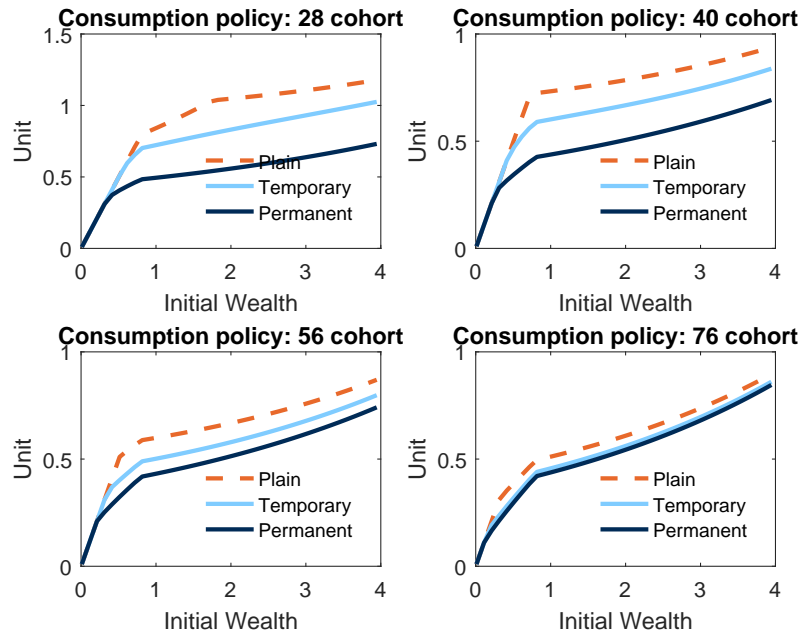 Consumption policy: 28 cohort
1.5
1
0.5
0
Unit
Plain
Temporary
Permanent
0 1 2 3 4
Initial Wealth
Consumption policy: 40 cohort
1
0.5
0
Unit
Plain
Temporary
Permanent
0 1 2 3 4
Initial Wealth
Consumption policy: 56 cohort
1
0.5
0
Unit
Plain
Temporary
Permanent
0 1 2 3 4
Initial Wealth
Consumption policy: 76 cohort
1
0.5
0
Unit
Plain
Temporary
Permanent
0 1 2 3 4
Initial Wealth